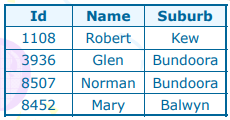 Id Name Suburb
1108 Robert Kew
3936 Glen Bundoora
8507 Norman Bundoora
8452 Mary Balwyn